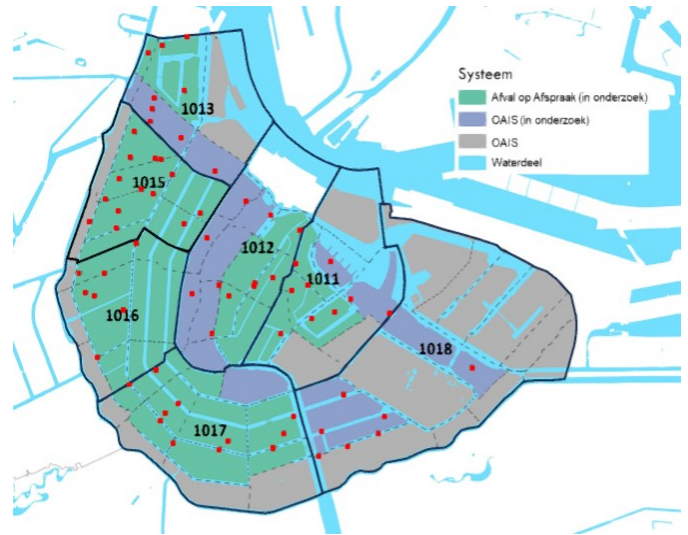 Systeem
Afval op Afspraak (in onderzoek)
OAIS (in onderzoek)
OAIS
Waterdeel
1013
1015
1012
1011
1016
1018
1017